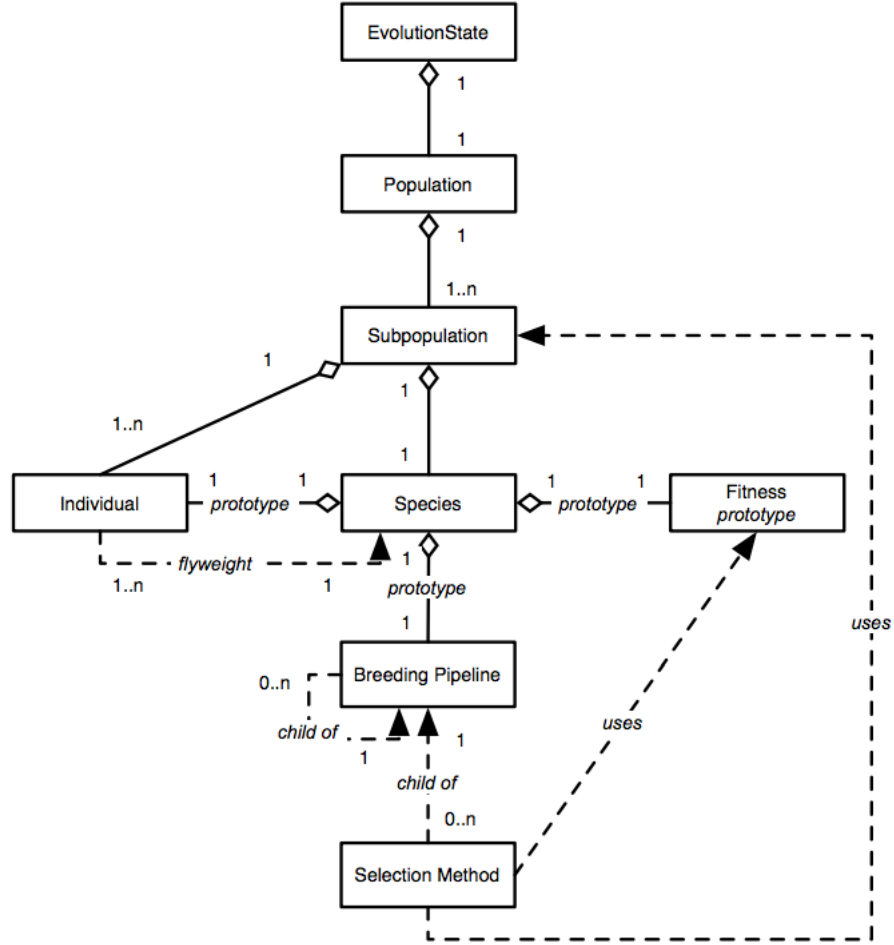 EvolutionState
1
1
Population
1
1..n
Subpopulation
1
1
1..n
1
Individual
1
prototype
1
Species
1
prototype
1
Fitness
prototype
flyweight
1..n
1
1
prototype
1
uses
Breeding Pipeline
0..n
child of
1
1
uses
child of
0..n
Selection Method